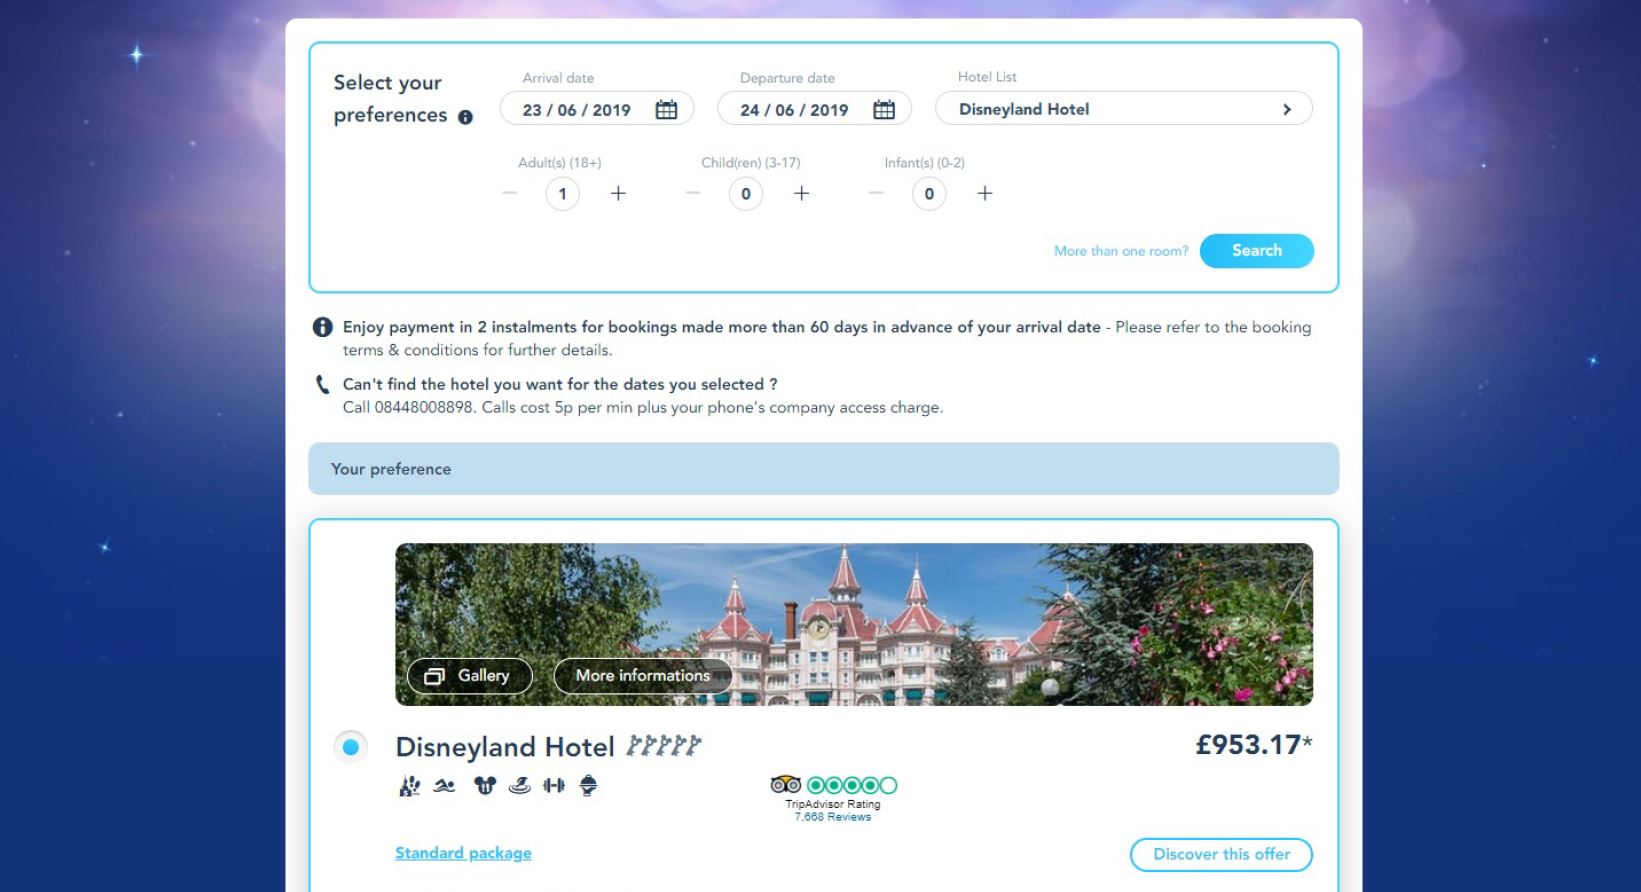 Select your
preferences
Arrival date
23 / 06 / 2019
Departure date
24 / 06 / 2019
Hotel List
Disneyland Hotel
Adult(s) (18+)
1
Child(ren) (3-17)
0
Infant(s) (0-2)
0
More than one room?
Search
Enjoy payment in 2 instalments for bookings made more than 60 days in advance of your arrival date - Please refer to the booking
terms & conditions for further details.
Can't find the hotel you want for the dates you selected ?
Call 08448008898. Calls cost 5p per min plus your phone's company access charge.
Your preference
Gallery
More informations
Disneyland Hotel
£953.17*
TripAdvisor Rating
7,668 Reviews
Standard package
Discover this offer